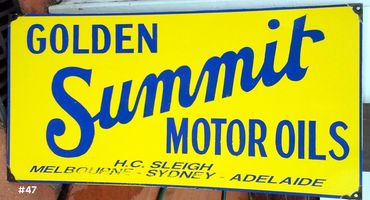 GOLDEN
Summit
MOTOR OILS
H.C. SLEIGH
MELBOURNE - SYDNEY - ADELAIDE
#47